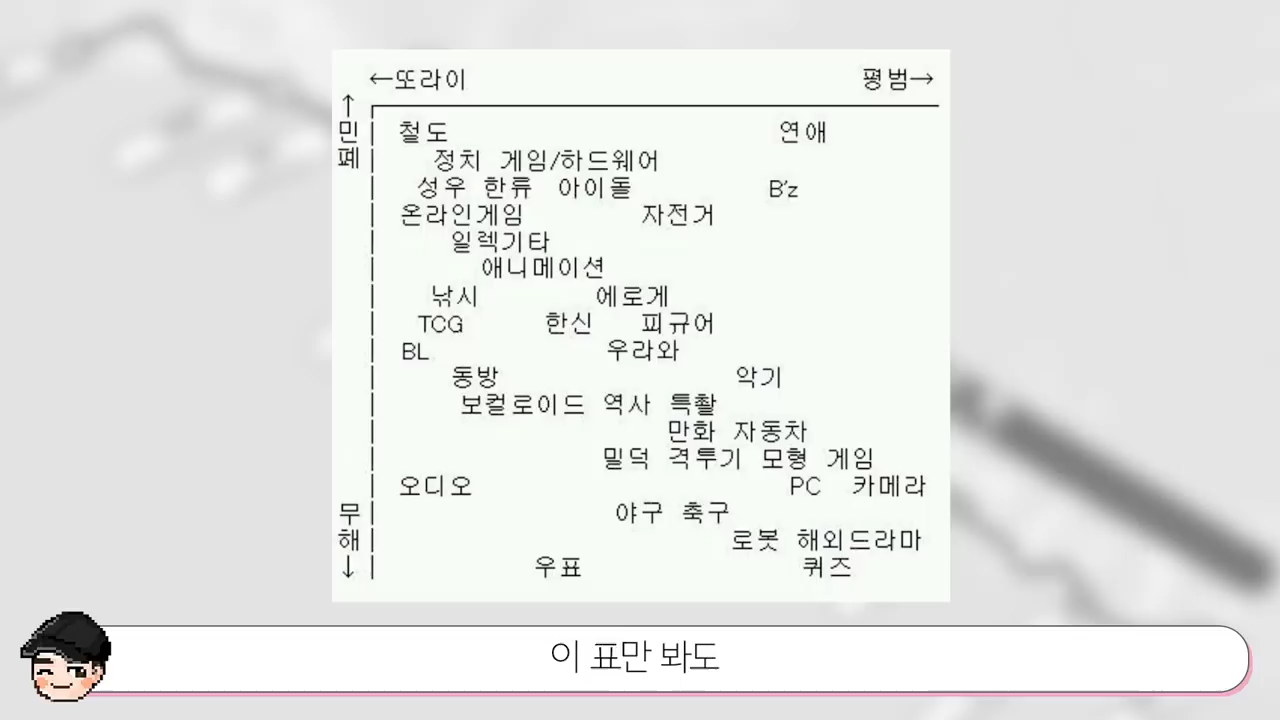 ←또라이 평범→
↑
민 철도 연애
폐 정치 게임/하드웨어
성우 한류 아이돌 B'z
온라인게임 자전거
일렉기타
애니메이션
낚시 에로게
TCG 한신 피규어
BL 우라와
동방 악기
보컬로이드 역사 특촬
만화 자동차
밀덕 격투기 모형 게임
오디오 PC 카메라
무 야구 축구
해 로봇 해외드라마
↓ 우표 퀴즈
이 표만 봐도